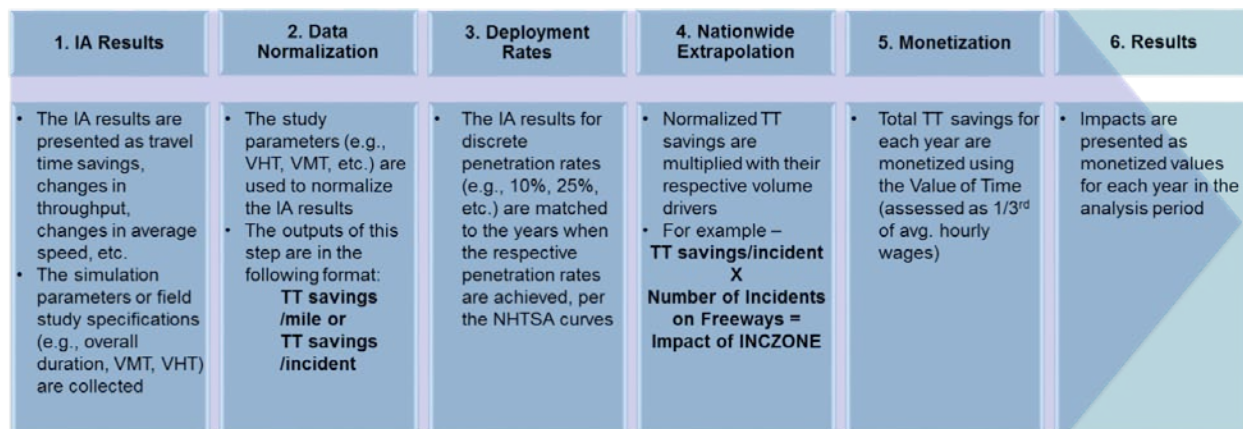 1. IA Results
2. Data
Normalization
3. Deployment
Rates
4. Nationwide
Extrapolation
5. Monetization
6. Results
• The IA results are
presented as travel
time savings,
changes in
throughput,
changes in average
speed, etc.
• The simulation
parameters or field
study specifications
(e.g., overall
duration, VMT, VHT)
are collected
• The study
parameters (e.g.,
VHT, VMT, etc.) are
used to normalize
the IA results
• The outputs of this
step are in the
following format:
TT savings
/mile or
TT savings
/incident
• The IA results for
discrete
penetration rates
(e.g., 10%, 25%,
etc.) are matched
to the years when
the respective
penetration rates
are achieved, per
the NHTSA curves
• Normalized TT
savings are
multiplied with their
respective volume
drivers
• For example –
TT savings/incident
X
Number of Incidents
on Freeways =
Impact of INCZONE
• Total TT savings for
each year are
monetized using
the Value of Time
(assessed as 1/3rd
of avg. hourly
wages)
• Impacts are
presented as
monetized values
for each year in the
analysis period